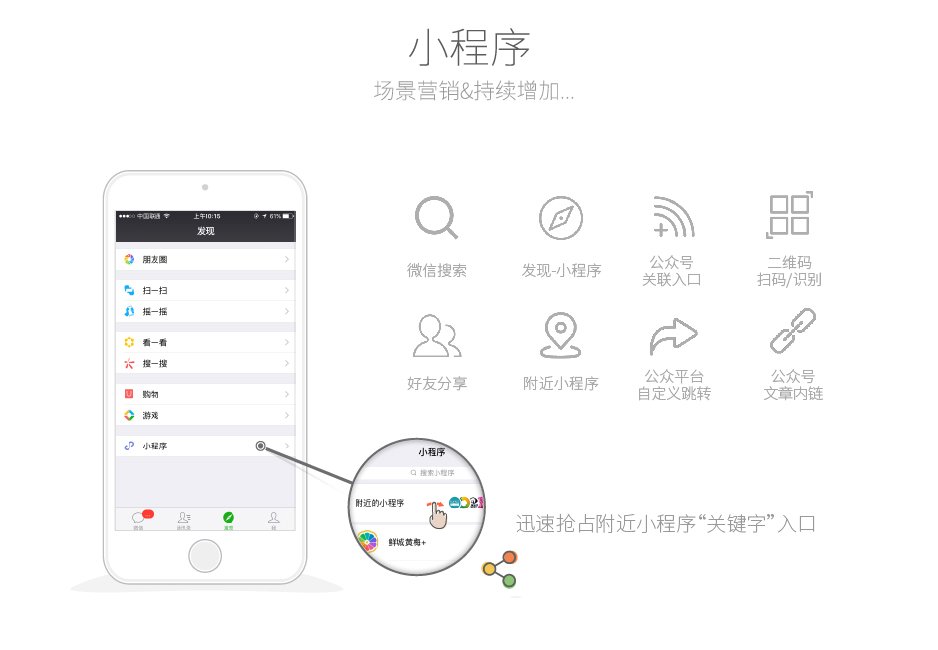 小程序
场景营销&持续增加...
中国联通 上午10:15 61%
发现
朋友圈
扫一扫
摇一摇
看一看
搜一搜
购物
游戏
小程序
微信 通讯录 发现 我
微信搜索
发现-小程序
公众号
关联入口
二维码
扫码/识别
好友分享
附近小程序
公众平台
自定义跳转
公众号
文章内链
小程序
搜索小程序
附近的小程序
鲜城黄梅+
迅速抢占附近小程序“关键字”入口